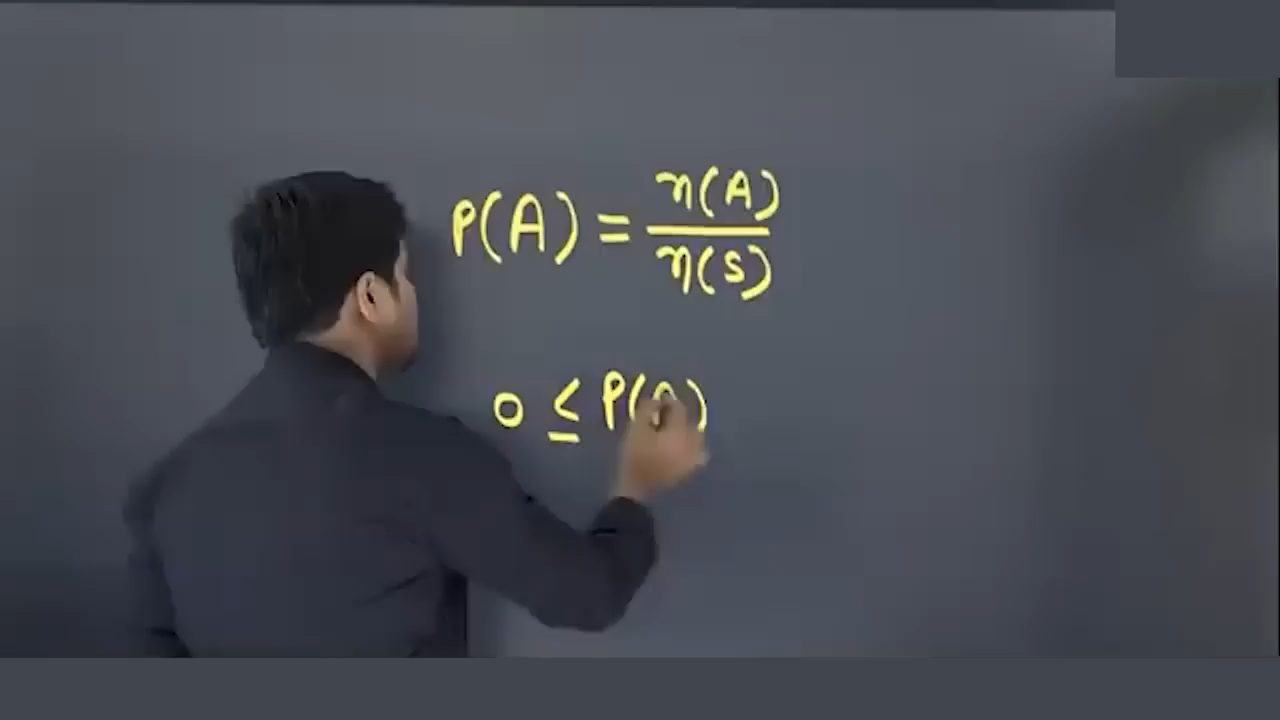 P(A) = n(A)/n(S)
0 ≤ P(A)